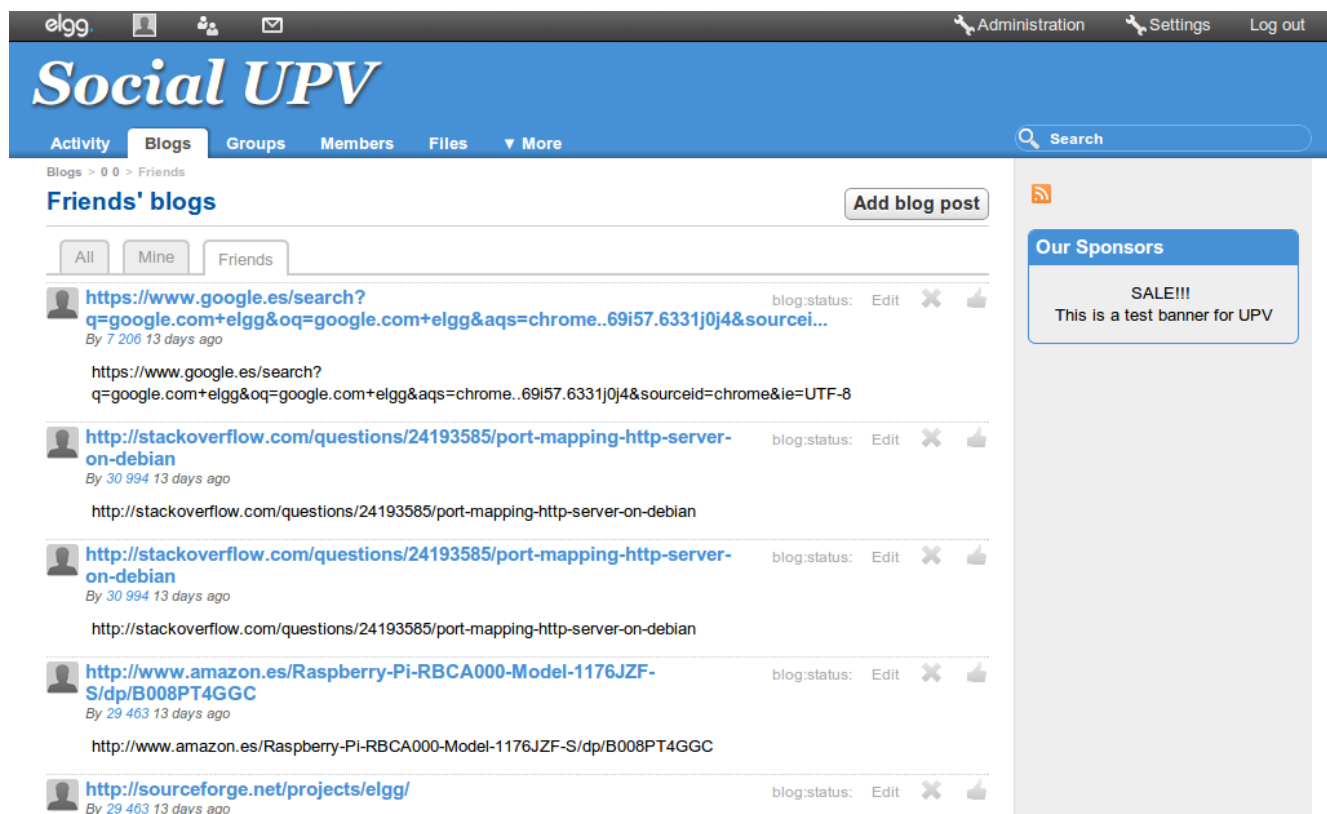 elgg.
Administration
Settings
Log out
Social UPV
Activity
Blogs
Groups
Members
Files
▼ More
Search
Blogs > 0 0 > Friends
Friends' blogs
Add blog post
All
Mine
Friends
https://www.google.es/search?
q=google.com+elgg&oq=google.com+elgg&aqs=chrome..69i57.6331j0j4&sourcei...
blog:status: Edit
By 7 206 13 days ago
https://www.google.es/search?
q=google.com+elgg&oq=google.com+elgg&aqs=chrome..69i57.6331j0j4&sourceid=chrome&ie=UTF-8
http://stackoverflow.com/questions/24193585/port-mapping-http-server-
on-debian
blog:status: Edit
By 30 994 13 days ago
http://stackoverflow.com/questions/24193585/port-mapping-http-server-on-debian
http://stackoverflow.com/questions/24193585/port-mapping-http-server-
on-debian
blog:status: Edit
By 30 994 13 days ago
http://stackoverflow.com/questions/24193585/port-mapping-http-server-on-debian
http://www.amazon.es/Raspberry-Pi-RBCA000-Model-1176JZF-
S/dp/B008PT4GGC
blog:status: Edit
By 29 463 13 days ago
http://www.amazon.es/Raspberry-Pi-RBCA000-Model-1176JZF-S/dp/B008PT4GGC
http://sourceforge.net/projects/elgg/
blog:status: Edit
By 29 463 13 days ago
Our Sponsors
SALE!!!
This is a test banner for UPV